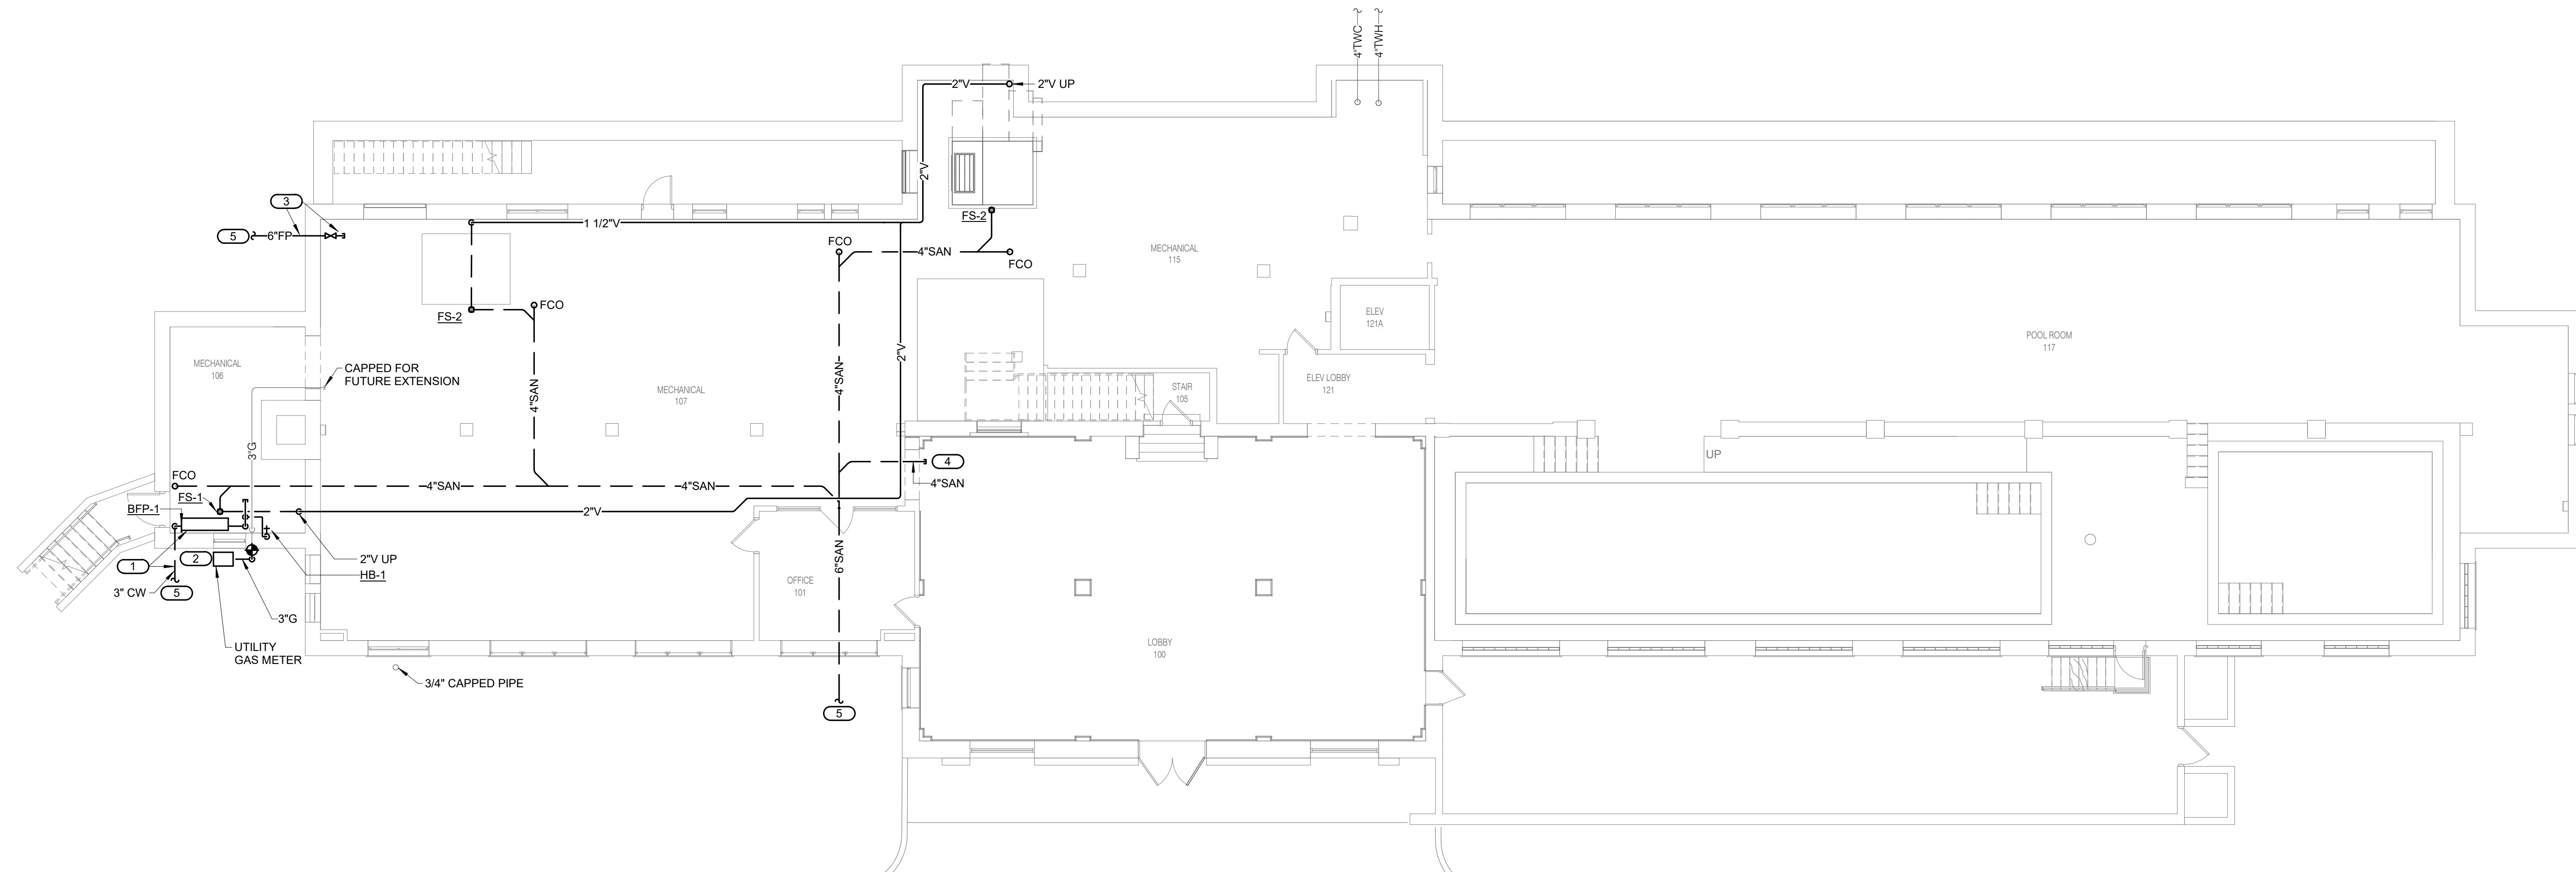 4"TWC
4"TWH
2"V
2"V UP
2"V
3
1 1/2"V
FS-2
5
6"FP
FCO
4"SAN
FCO
MECHANICAL
115
FCO
FS-2
ELEV
121A
POOL ROOM
117
2"V
MECHANICAL
106
CAPPED FOR
FUTURE EXTENSION
4"SAN
4"SAN
MECHANICAL
107
ELEV LOBBY
121
STAIR
105
3"G
UP
4
FCO
4"SAN
4"SAN
4"SAN
FS-1
BFP-1
2"V
2
2"V UP
6"SAN
1
HB-1
OFFICE
101
3" CW
5
3"G
LOBBY
100
UTILITY
GAS METER
3/4" CAPPED PIPE
5